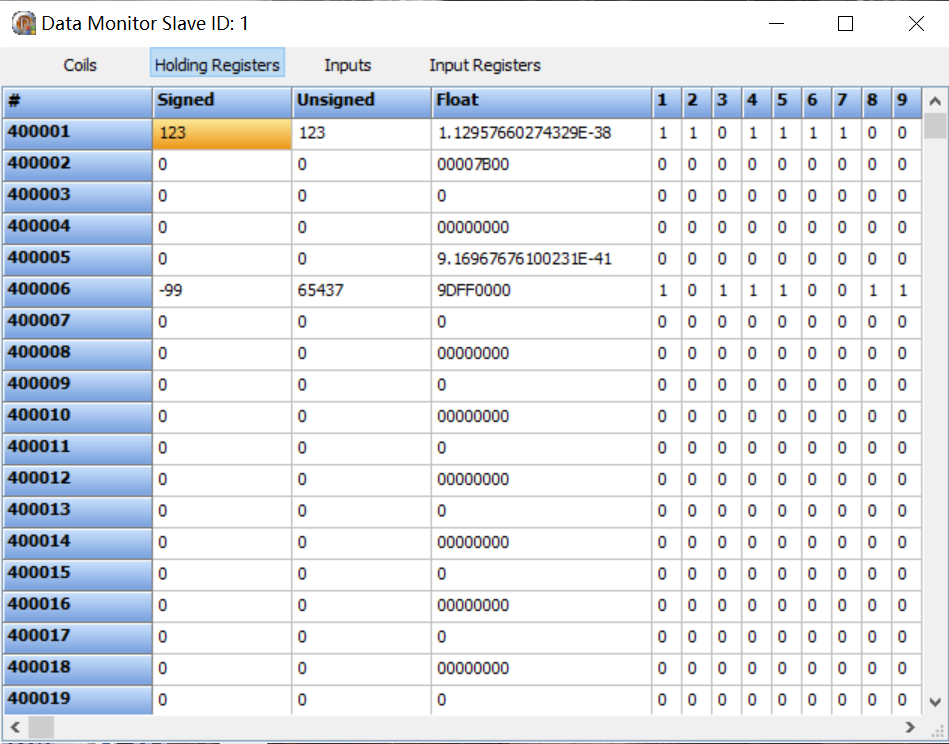 Data Monitor Slave ID: 1
Coils Holding Registers Inputs Input Registers
# Signed Unsigned Float 1 2 3 4 5 6 7 8 9
400001 123 123 1.12957660274329E-38 1 1 0 1 1 1 1 0 0
400002 0 0 00007B00 0 0 0 0 0 0 0 0 0
400003 0 0 0 0 0 0 0 0 0 0 0 0
400004 0 0 00000000 0 0 0 0 0 0 0 0 0
400005 0 0 9.16967676100231E-41 0 0 0 0 0 0 0 0 0
400006 -99 65437 9DFF0000 1 0 1 1 1 0 0 1 1
400007 0 0 0 0 0 0 0 0 0 0 0 0
400008 0 0 00000000 0 0 0 0 0 0 0 0 0
400009 0 0 0 0 0 0 0 0 0 0 0 0
400010 0 0 00000000 0 0 0 0 0 0 0 0 0
400011 0 0 0 0 0 0 0 0 0 0 0 0
400012 0 0 00000000 0 0 0 0 0 0 0 0 0
400013 0 0 0 0 0 0 0 0 0 0 0 0
400014 0 0 00000000 0 0 0 0 0 0 0 0 0
400015 0 0 0 0 0 0 0 0 0 0 0 0
400016 0 0 00000000 0 0 0 0 0 0 0 0 0
400017 0 0 0 0 0 0 0 0 0 0 0 0
400018 0 0 00000000 0 0 0 0 0 0 0 0 0
400019 0 0 0 0 0 0 0 0 0 0 0 0